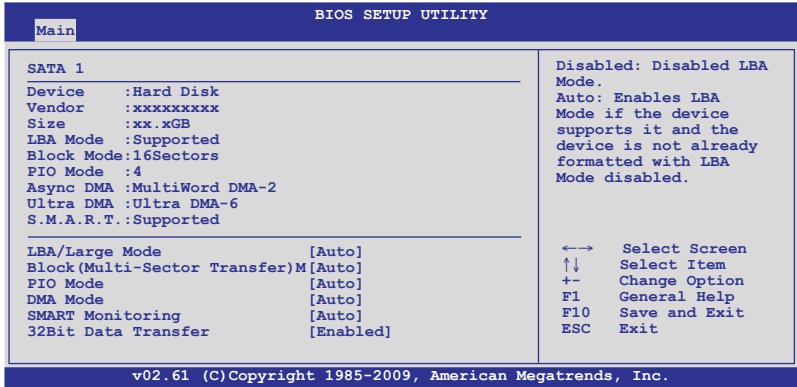 BIOS SETUP UTILITY
Main
SATA 1
Device :Hard Disk
Vendor :xxxxxxxxx
Size :xx.xGB
LBA Mode :Supported
Block Mode:16Sectors
PIO Mode :4
Async DMA :MultiWord DMA-2
Ultra DMA :Ultra DMA-6
S.M.A.R.T.:Supported
LBA/Large Mode [Auto]
Block(Multi-Sector Transfer)M[Auto]
PIO Mode [Auto]
DMA Mode [Auto]
SMART Monitoring [Auto]
32Bit Data Transfer [Enabled]
Disabled: Disabled LBA
Mode.
Auto: Enables LBA
Mode if the device
supports it and the
device is not already
formatted with LBA
Mode disabled.
←→ Select Screen
↑↓ Select Item
+- Change Option
F1 General Help
F10 Save and Exit
ESC Exit
v02.61 (C)Copyright 1985-2009, American Megatrends, Inc.